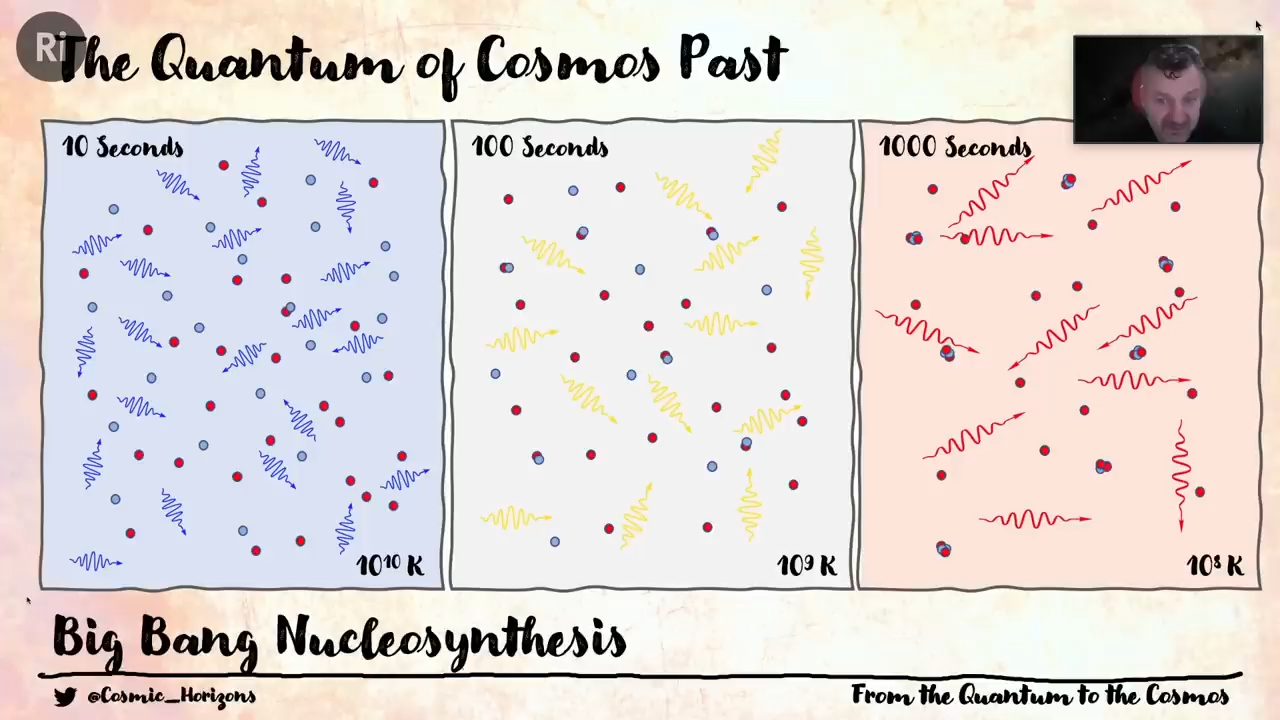 Ri
The Quantum of Cosmos Past
10 Seconds
100 Seconds
1000 Seconds
10¹⁰ K
10⁹ K
10⁸ K
Big Bang Nucleosynthesis
@Cosmic_Horizons
From the Quantum to the Cosmos